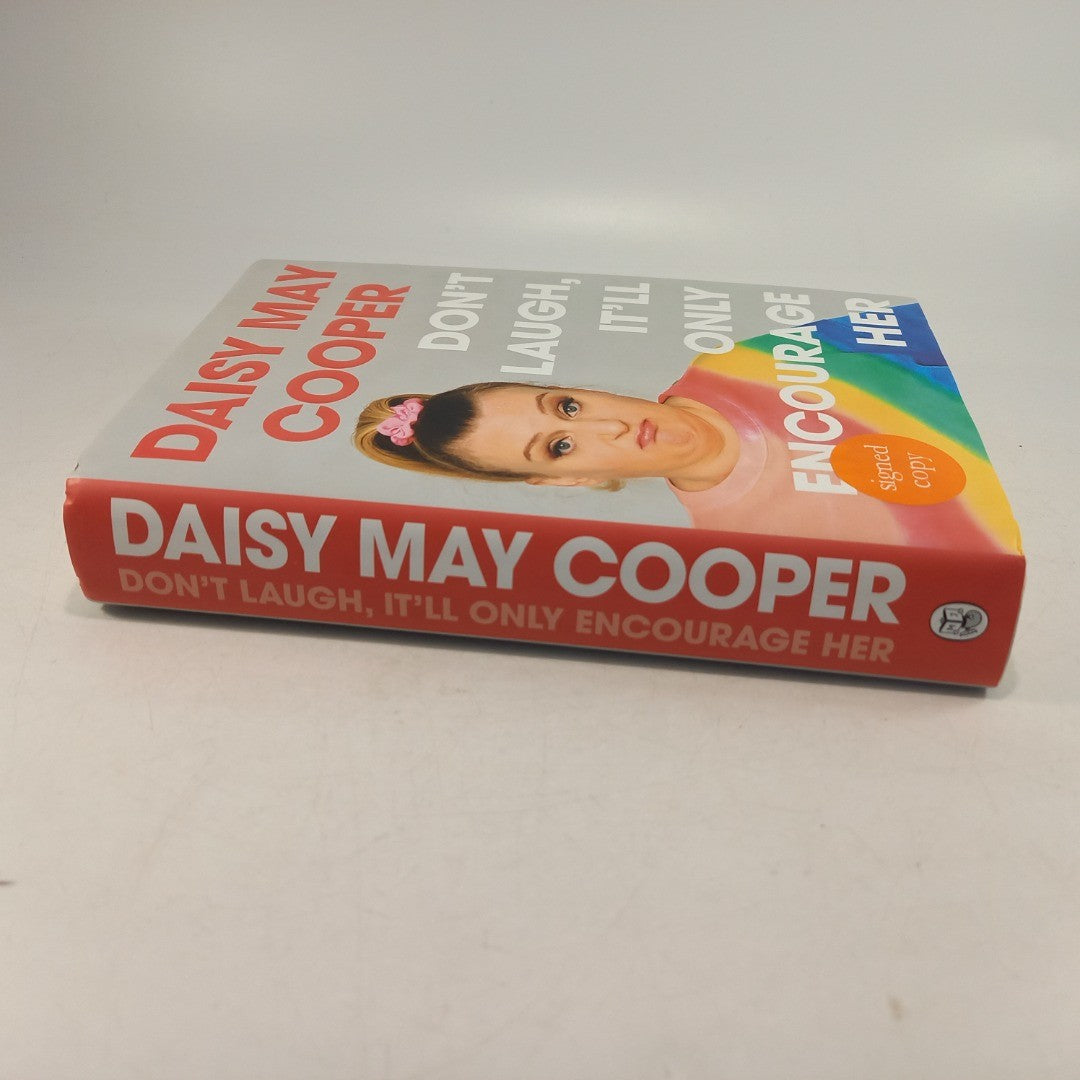 DAISY MAY
COOPER
DON'T
LAUGH,
IT'LL
ONLY
ENCOURAGE
HER
signed
copy
DAISY MAY COOPER
DON'T LAUGH, IT'LL ONLY ENCOURAGE HER